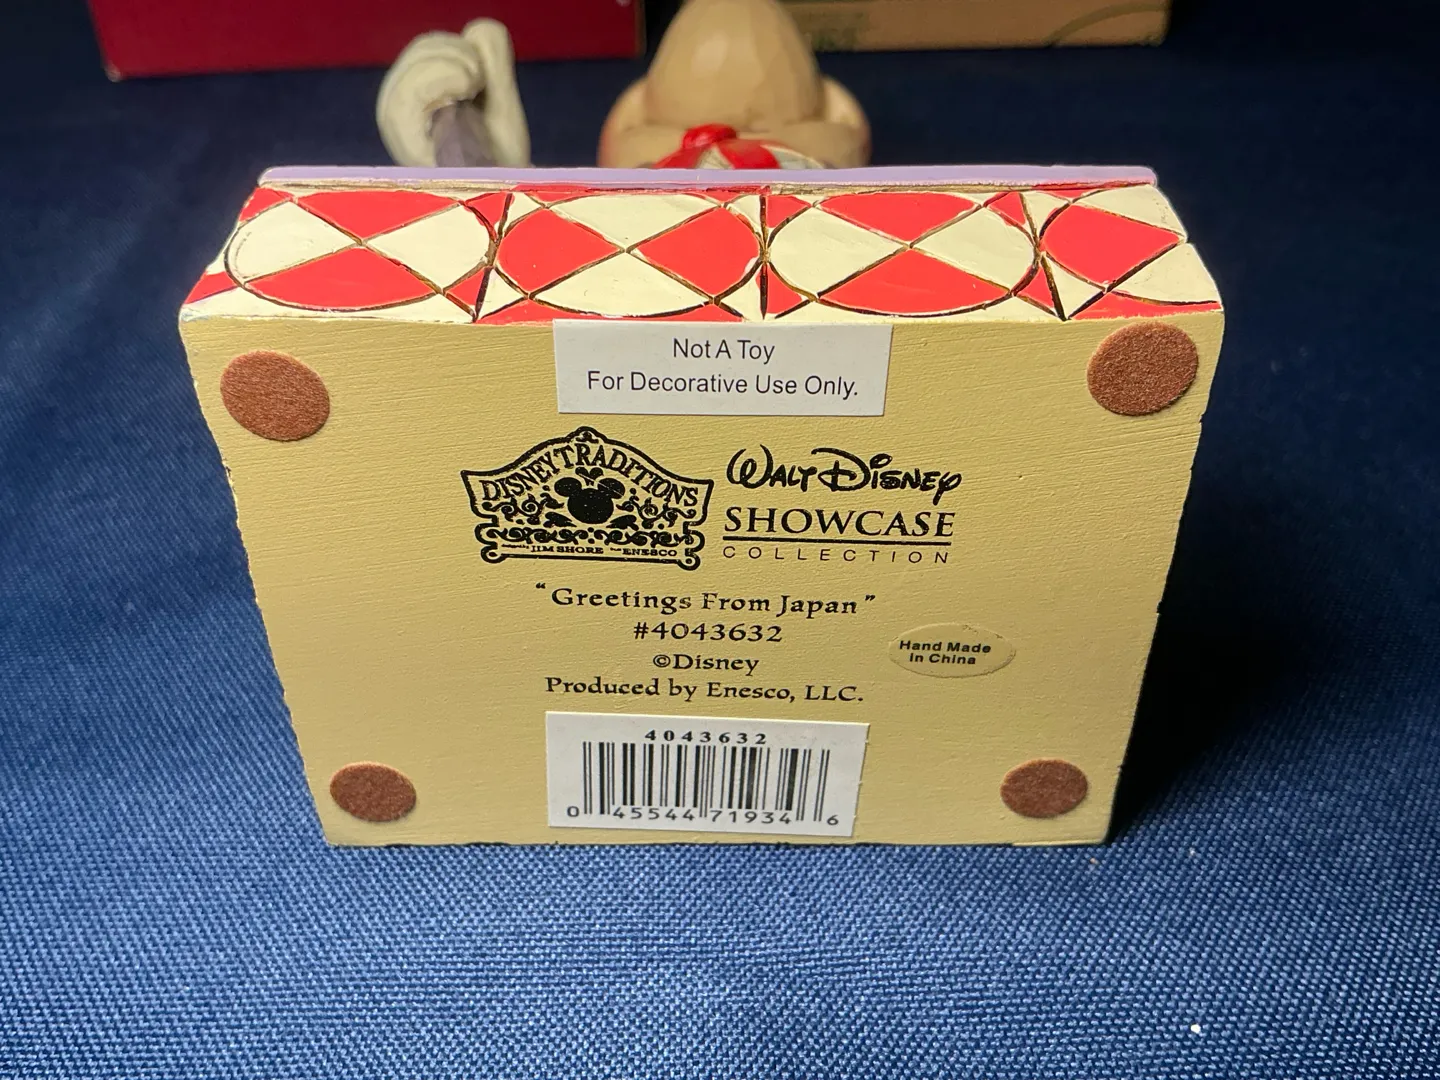 Not A Toy
For Decorative Use Only.
DISNEY TRADITIONS
JIM SHORE ENESCO
WALT DISNEY
SHOWCASE
COLLECTION
“Greetings From Japan”
#4043632
©Disney
Produced by Enesco, LLC.
Hand Made
in China
4043632
0 45544 71934 6